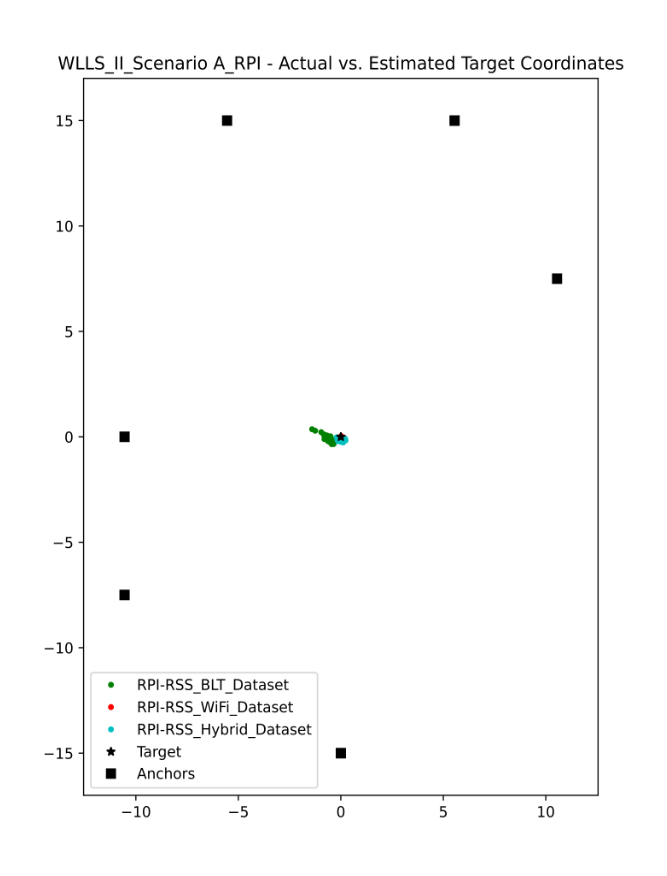 WLLS_II_Scenario A_RPI - Actual vs. Estimated Target Coordinates
15
10
5
0
−5
−10
−15
RPI-RSS_BLT_Dataset
RPI-RSS_WiFi_Dataset
RPI-RSS_Hybrid_Dataset
Target
Anchors
−10
−5
0
5
10